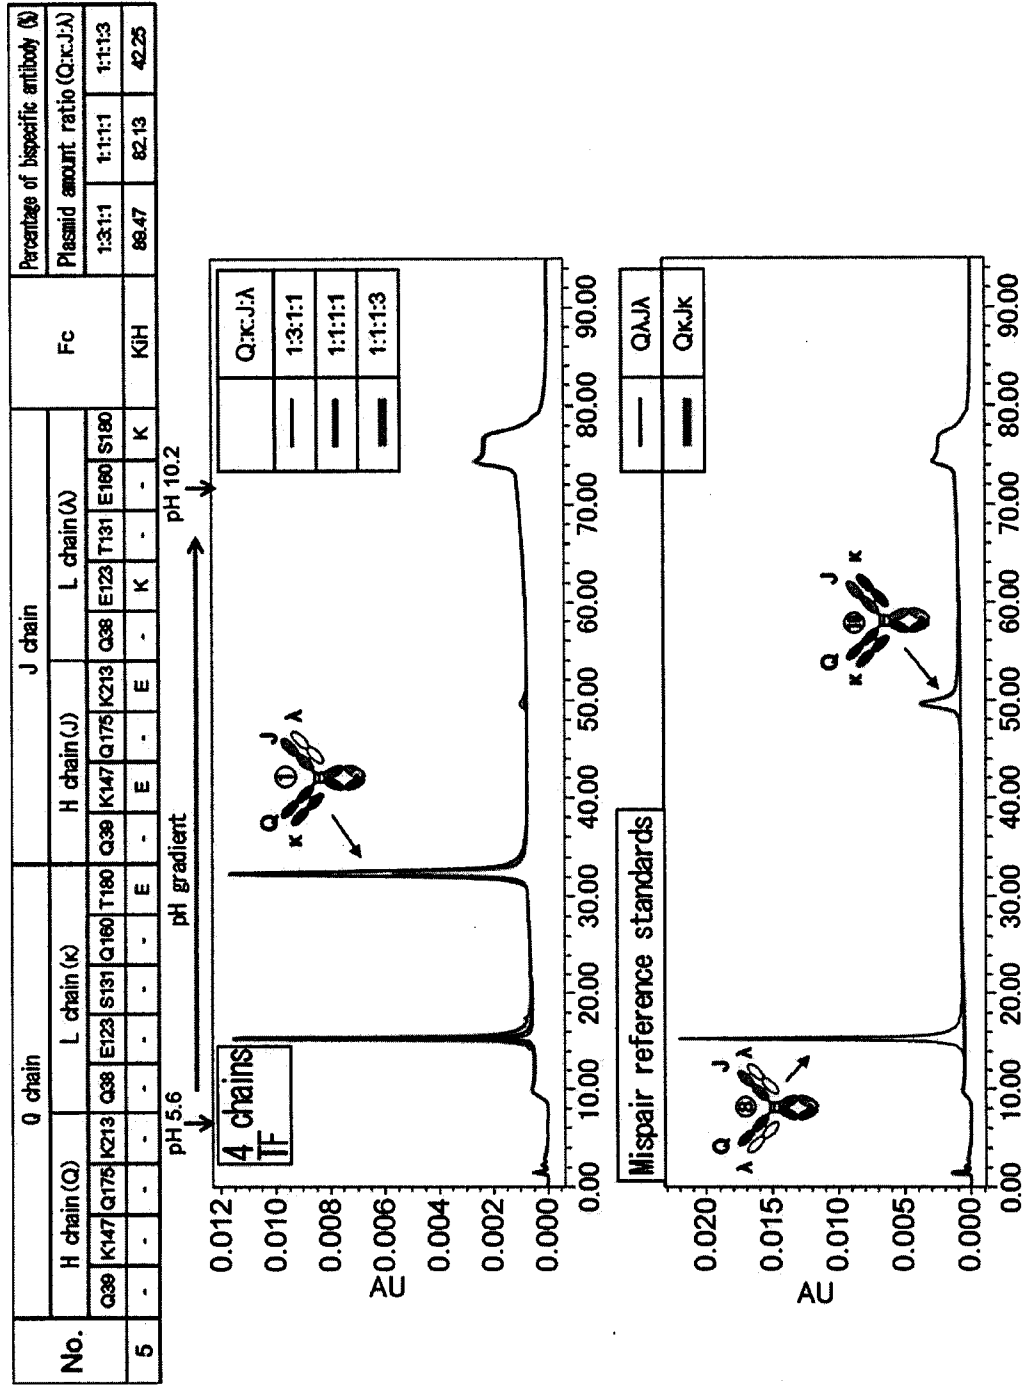 No. Q chain J chain Fc Percentage of bispecific antibody (%)
H chain(Q) L chain(κ) H chain(J) L chain(λ) Plasmid amount ratio(Q:κ:J:λ)
Q39 K147 Q175 K213 Q38 E123 S131 Q160 T180 Q39 K147 Q175 K213 Q38 E123 T131 E160 S180 1:3:1:1 1:1:1:1 1:1:1:3
5 - - - - - - - - E - E - E - K - - K KiH 89.47 82.13 42.25
pH 5.6 pH gradient pH 10.2
4 chains
TF
Q:κ:J:λ
1:3:1:1
1:1:1:1
1:1:1:3
Q J
κ ① λ
AU
0.012
0.010
0.008
0.006
0.004
0.002
0.000
0.00 10.00 20.00 30.00 40.00 50.00 60.00 70.00 80.00 90.00
Mispair reference standards
QλJλ
QκJκ
Q J
λ ⑧ λ
Q J
κ κ
AU
0.020
0.015
0.010
0.005
0.000
0.00 10.00 20.00 30.00 40.00 50.00 60.00 70.00 80.00 90.00